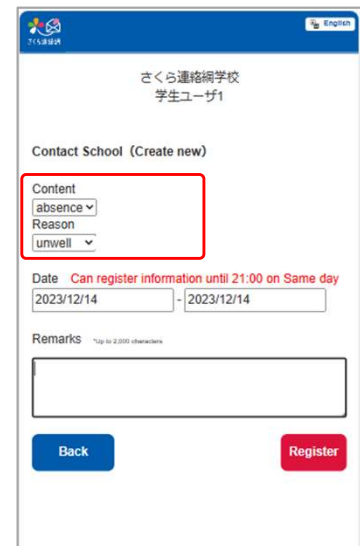 さくら連絡網
English
さくら連絡網学校
学生ユーザ1
Contact School（Create new）
Content
absence
Reason
unwell
Date Can register information until 21:00 on Same day
2023/12/14 - 2023/12/14
Remarks *Up to 2,000 characters
Back Register